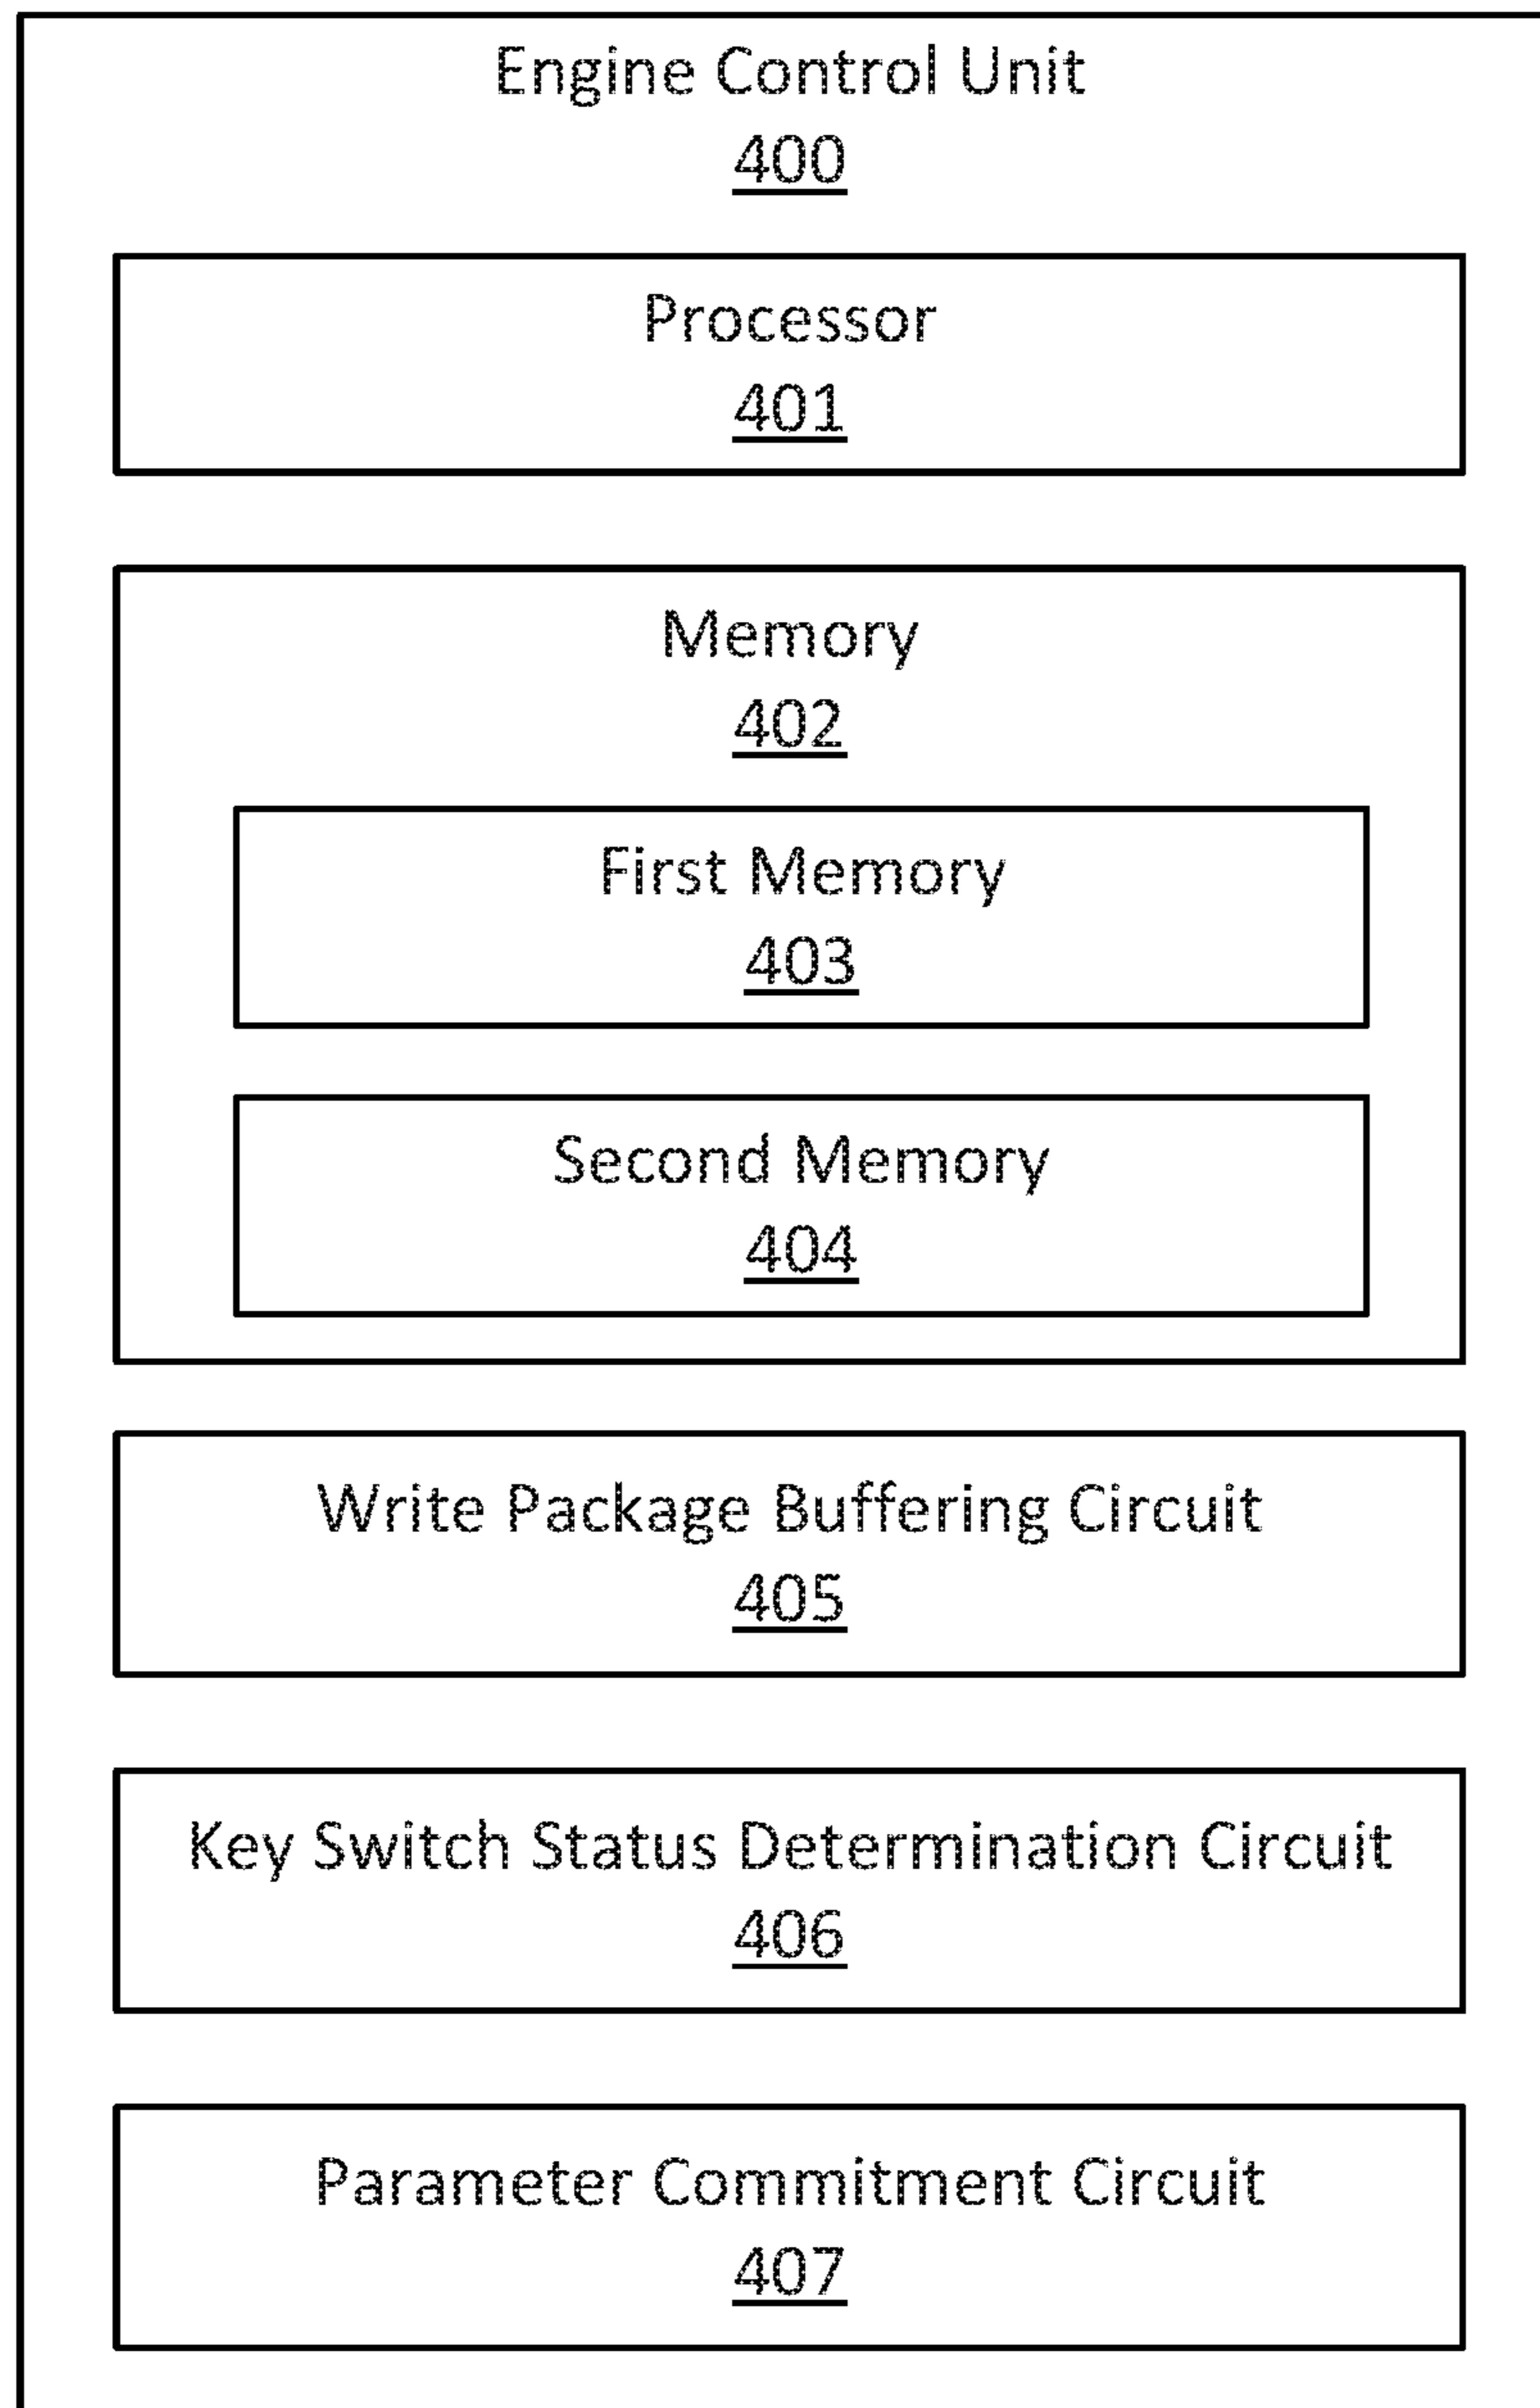 Engine Control Unit
400
Processor
401
Memory
402
First Memory
403
Second Memory
404
Write Package Buffering Circuit
405
Key Switch Status Determination Circuit
406
Parameter Commitment Circuit
407